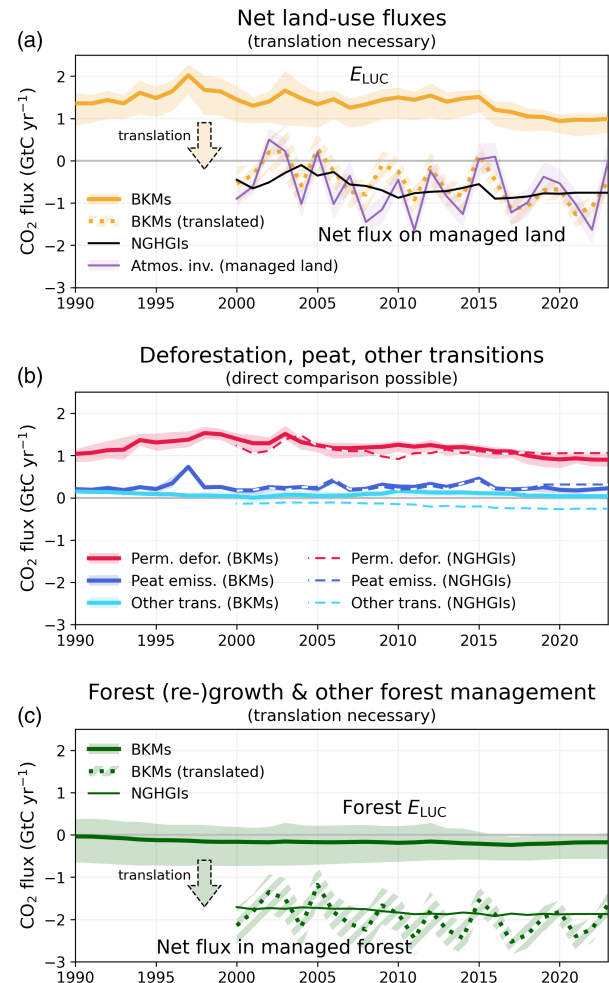 Net land-use fluxes
(a)
(translation necessary)
CO₂ flux (GtC yr⁻¹)
2
1
0
−1
−2
−3
E_LUC
translation
BKMs
BKMs (translated)
NGHGIs
Atmos. inv. (managed land)
Net flux on managed land
1990 1995 2000 2005 2010 2015 2020
Deforestation, peat, other transitions
(b)
(direct comparison possible)
CO₂ flux (GtC yr⁻¹)
2
1
0
−1
−2
−3
Perm. defor. (BKMs) Perm. defor. (NGHGIs)
Peat emiss. (BKMs) Peat emiss. (NGHGIs)
Other trans. (BKMs) Other trans. (NGHGIs)
1990 1995 2000 2005 2010 2015 2020
Forest (re-)growth & other forest management
(c)
(translation necessary)
CO₂ flux (GtC yr⁻¹)
2
1
0
−1
−2
−3
BKMs
BKMs (translated)
NGHGIs
Forest E_LUC
translation
Net flux in managed forest
1990 1995 2000 2005 2010 2015 2020